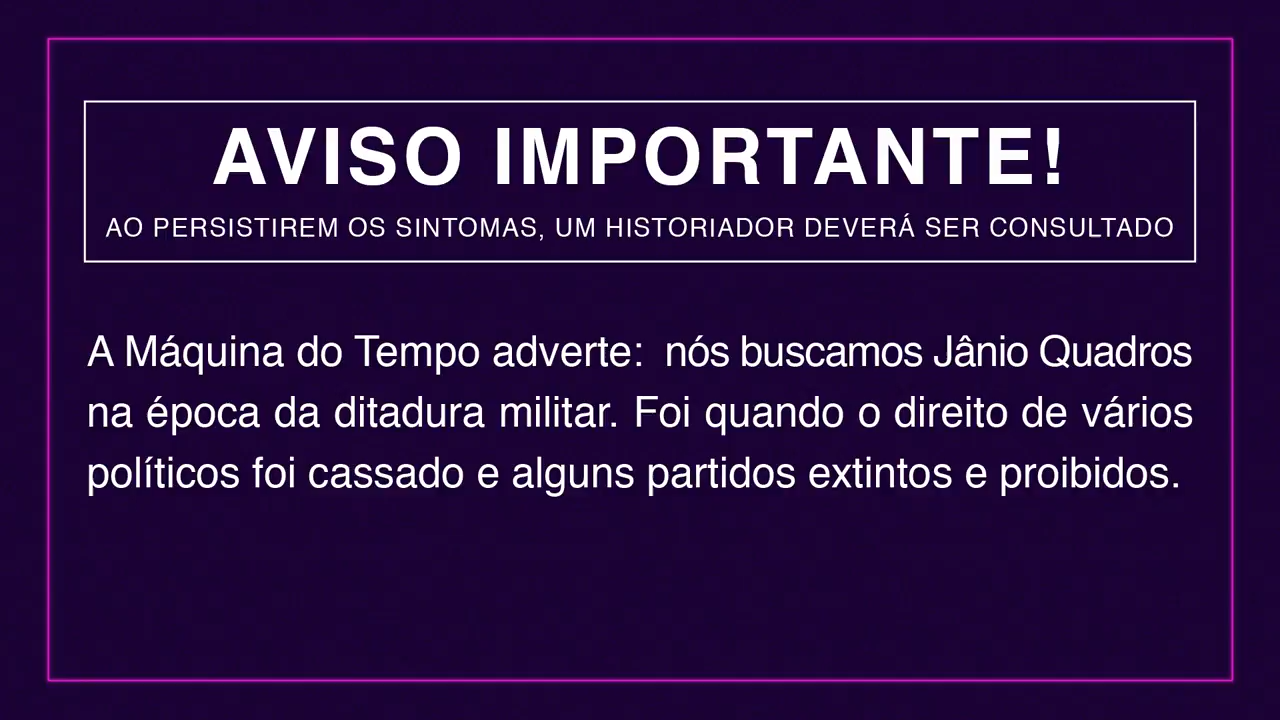 AVISO IMPORTANTE!
AO PERSISTIREM OS SINTOMAS, UM HISTORIADOR DEVERÁ SER CONSULTADO
A Máquina do Tempo adverte: nós buscamos Jânio Quadros
na época da ditadura militar. Foi quando o direito de vários
políticos foi cassado e alguns partidos extintos e proibidos.